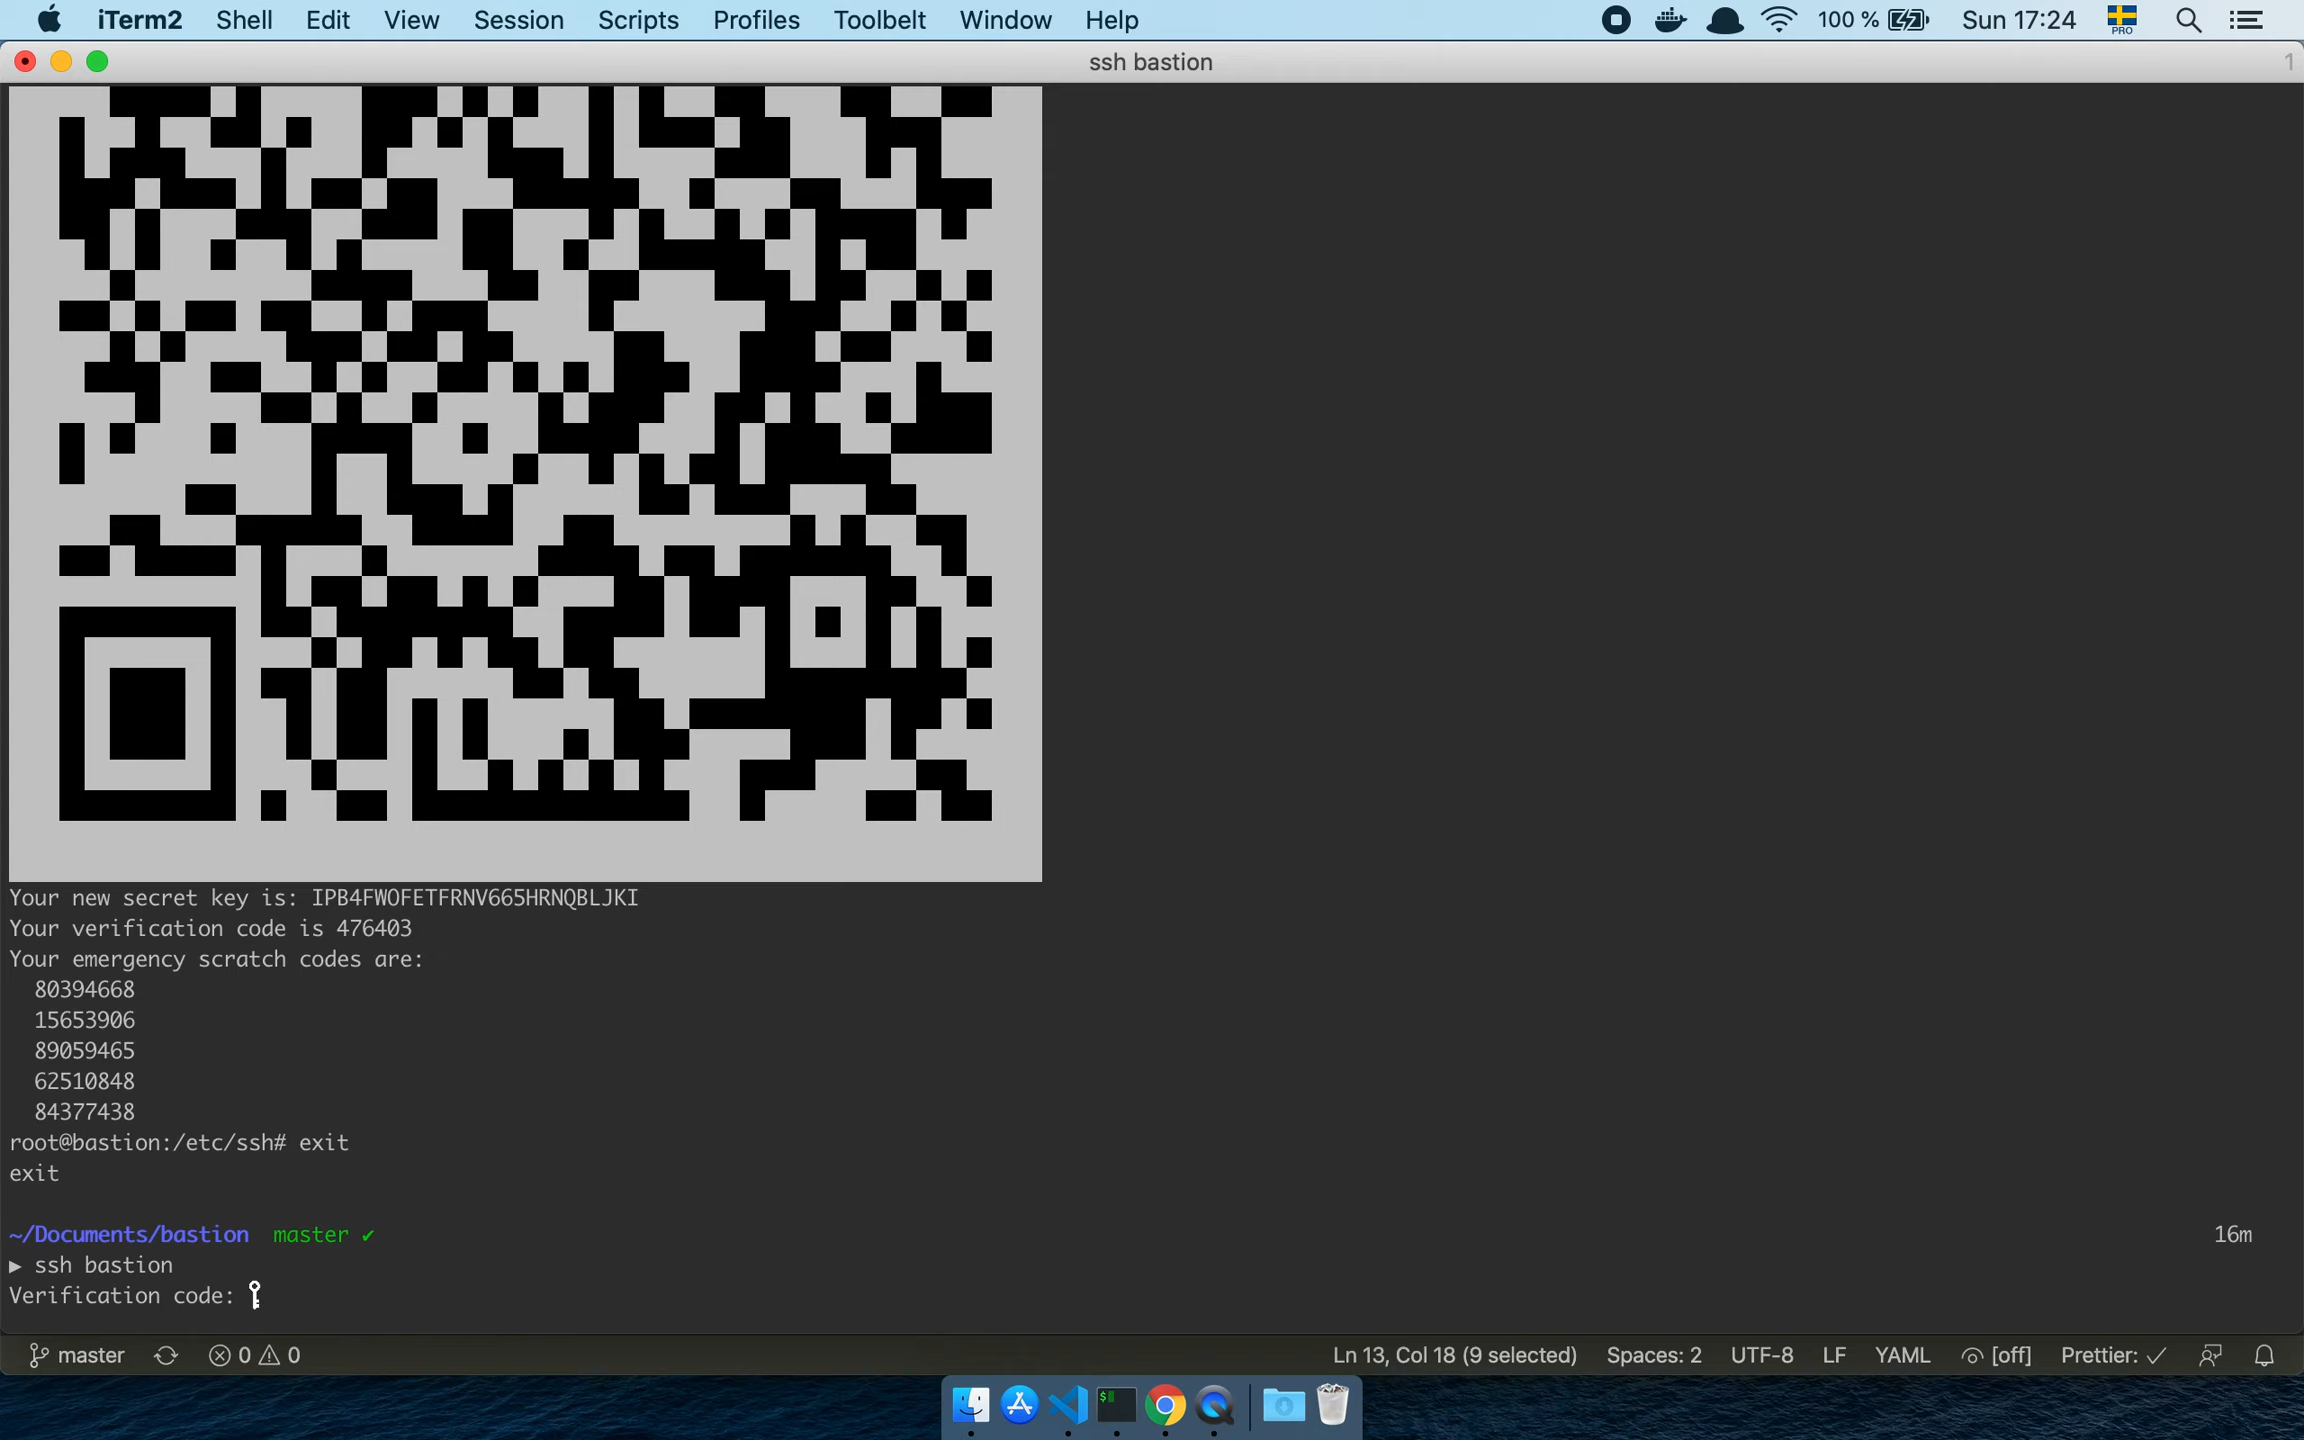 iTerm2 Shell Edit View Session Scripts Profiles Toolbelt Window Help 100 % Sun 17:24 PRO
ssh bastion 1
Your new secret key is: IPB4FWOFETFRNV665HRNQBLJKI
Your verification code is 476403
Your emergency scratch codes are:
80394668
15653906
89059465
62510848
84377438
root@bastion:/etc/ssh# exit
exit
~/Documents/bastion master ✔ 16m
▶ ssh bastion
Verification code:
master 0 0 Ln 13, Col 18 (9 selected) Spaces: 2 UTF-8 LF YAML [off] Prettier: ✓